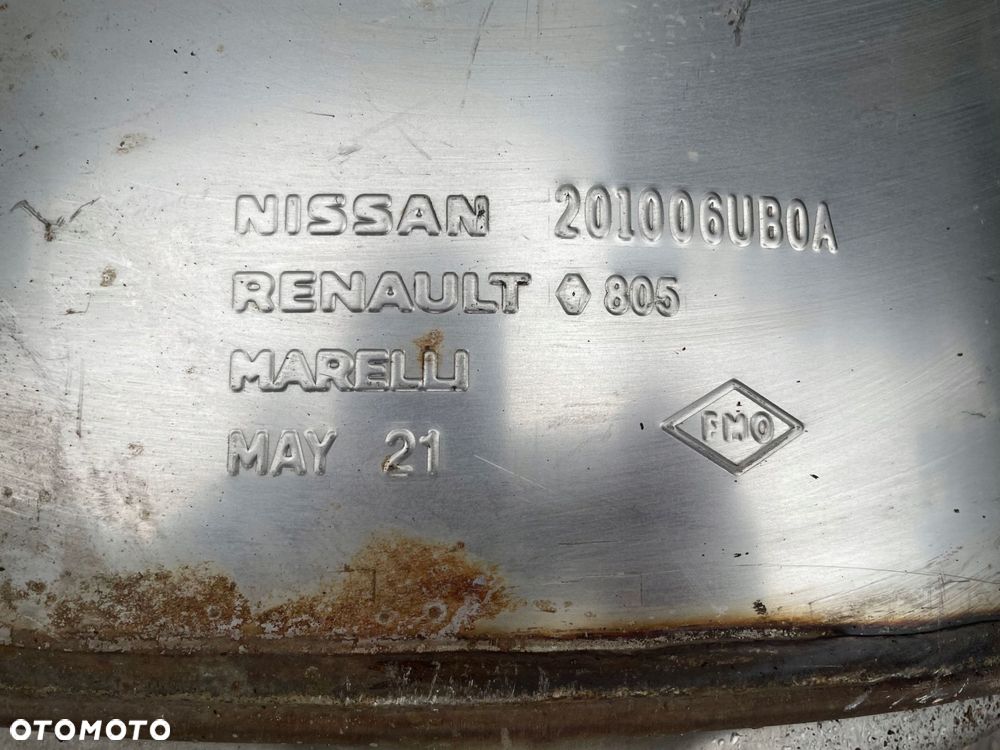 NISSAN 201006UB0A
RENAULT 805
MARELLI
MAY 21
FMO
OTOMOTO